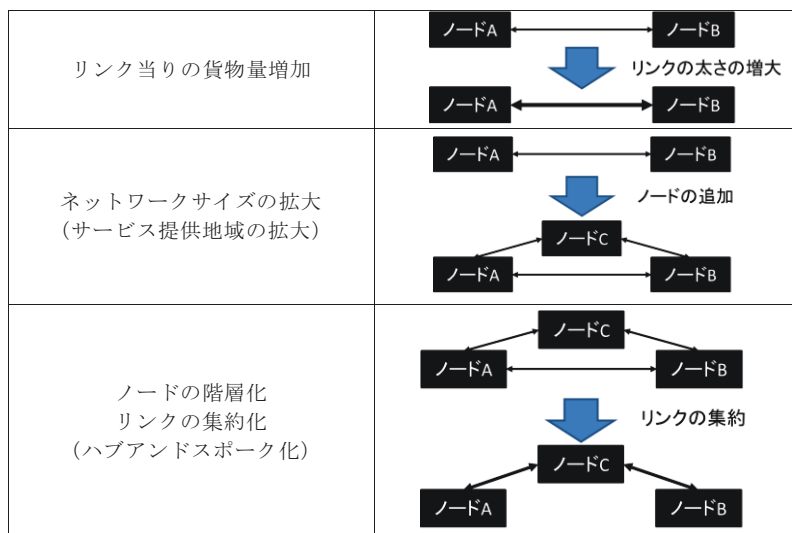 リンク当りの貨物量増加
ノードA ノードB
リンクの太さの増大
ノードA ノードB
ネットワークサイズの拡大
（サービス提供地域の拡大）
ノードA ノードB
ノードの追加
ノードC
ノードA ノードB
ノードの階層化
リンクの集約化
（ハブアンドスポーク化）
ノードC
ノードA ノードB
リンクの集約
ノードC
ノードA ノードB